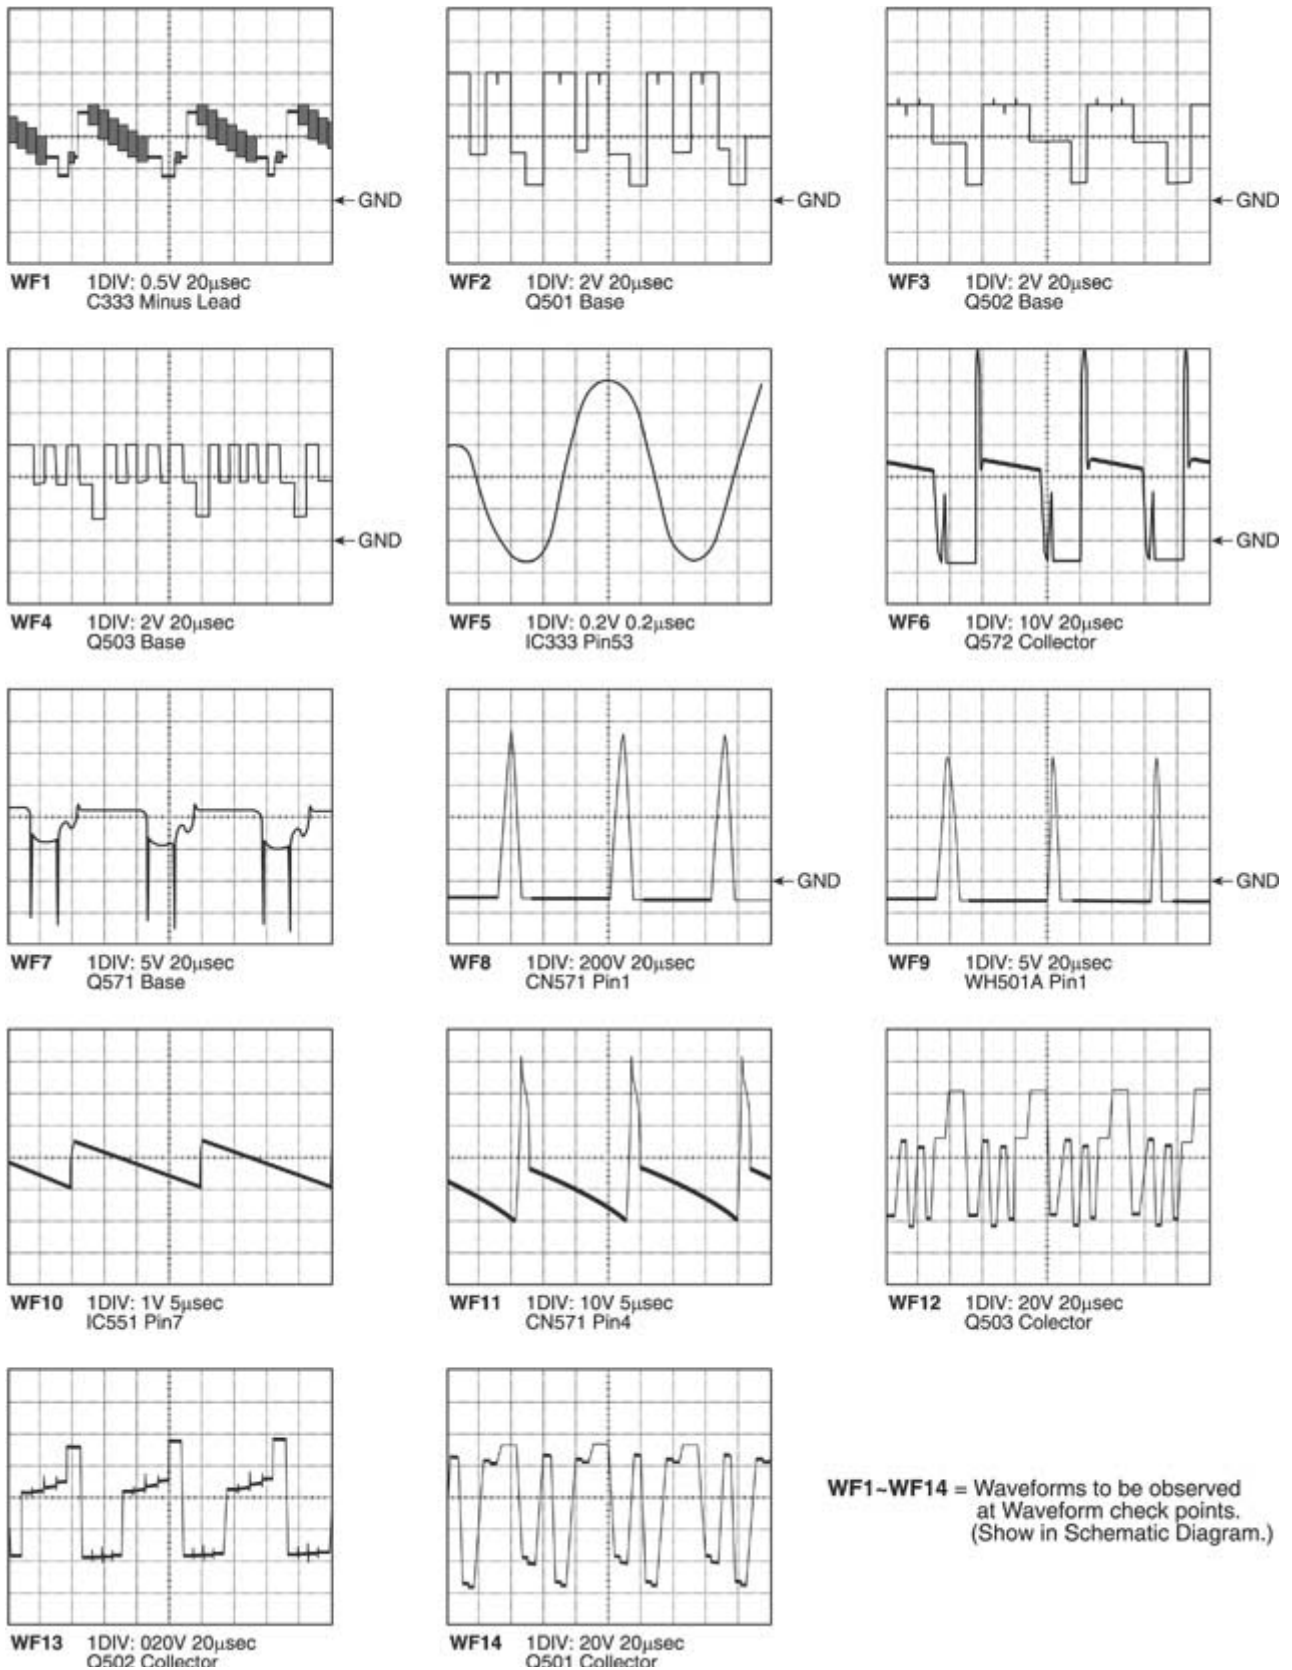 GND
WF1 1DIV: 0.5V 20μsec
C333 Minus Lead
GND
WF2 1DIV: 2V 20μsec
Q501 Base
GND
WF3 1DIV: 2V 20μsec
Q502 Base
GND
WF4 1DIV: 2V 20μsec
Q503 Base
WF5 1DIV: 0.2V 0.2μsec
IC333 Pin53
GND
WF6 1DIV: 10V 20μsec
Q572 Collector
WF7 1DIV: 5V 20μsec
Q571 Base
GND
WF8 1DIV: 200V 20μsec
CN571 Pin1
GND
WF9 1DIV: 5V 20μsec
WH501A Pin1
WF10 1DIV: 1V 5μsec
IC551 Pin7
WF11 1DIV: 10V 5μsec
CN571 Pin4
WF12 1DIV: 20V 20μsec
Q503 Colector
WF13 1DIV: 020V 20μsec
Q502 Collector
WF14 1DIV: 20V 20μsec
Q501 Collector
WF1~WF14 = Waveforms to be observed
at Waveform check points.
(Show in Schematic Diagram.)